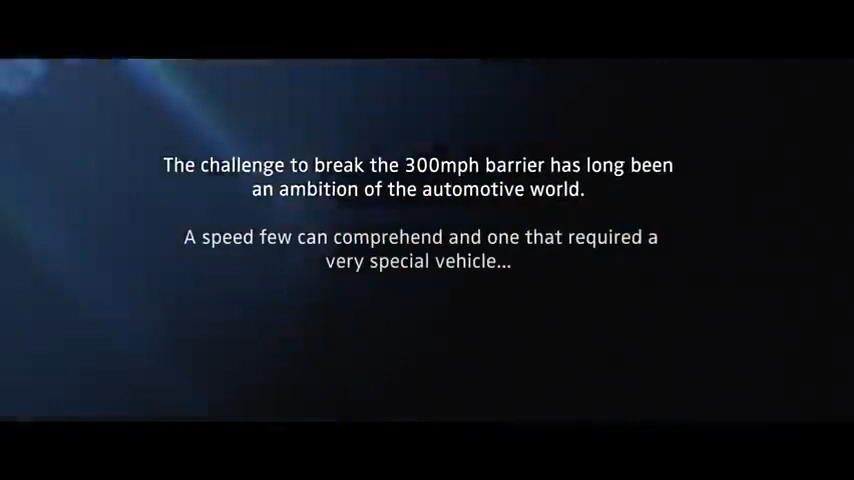 The challenge to break the 300mph barrier has long been
an ambition of the automotive world.
A speed few can comprehend and one that required a
very special vehicle...